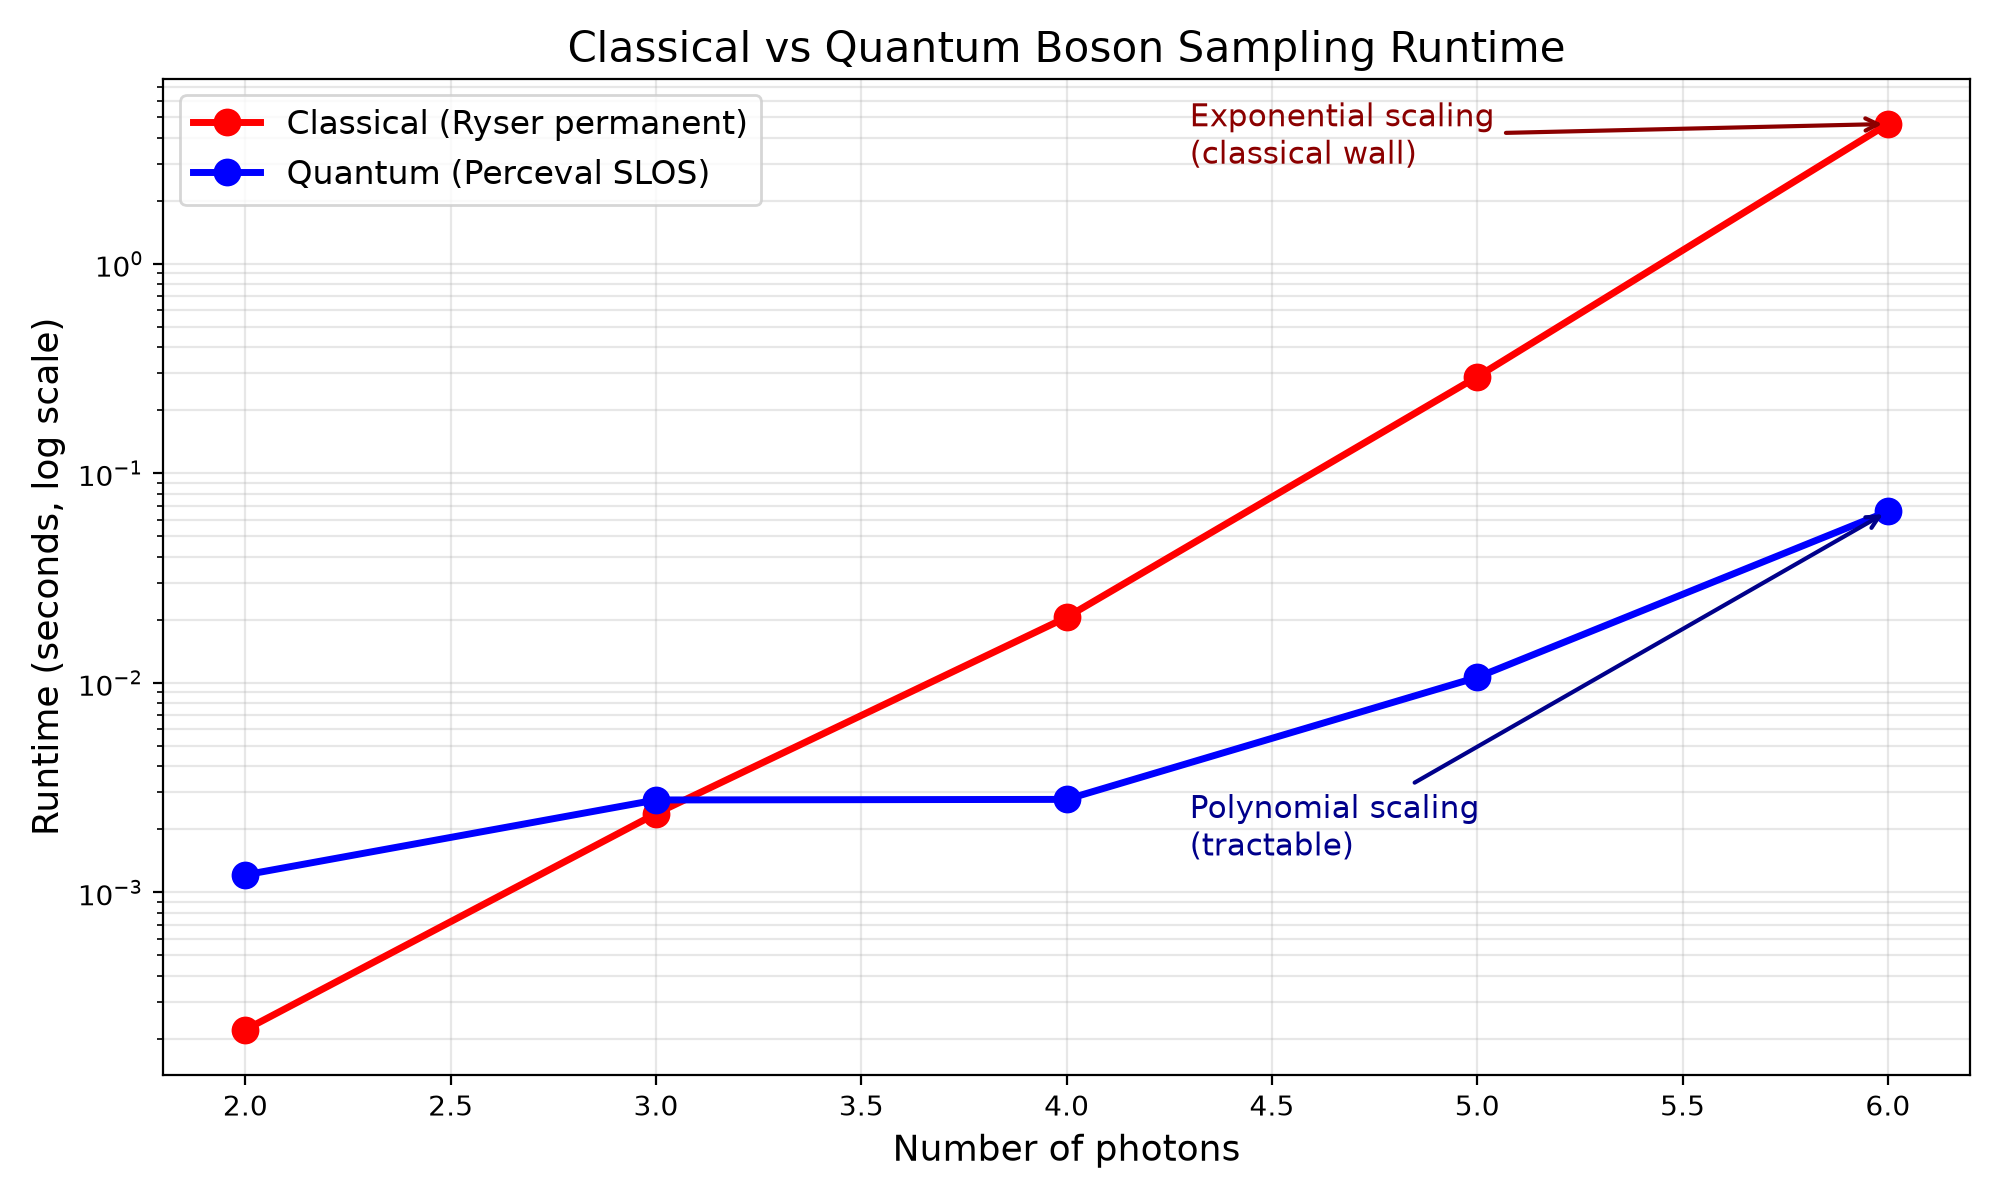 Classical vs Quantum Boson Sampling Runtime
Classical (Ryser permanent)
Quantum (Perceval SLOS)
Exponential scaling
(classical wall)
Polynomial scaling
(tractable)
Runtime (seconds, log scale)
10⁰
10⁻¹
10⁻²
10⁻³
2.0 2.5 3.0 3.5 4.0 4.5 5.0 5.5 6.0
Number of photons